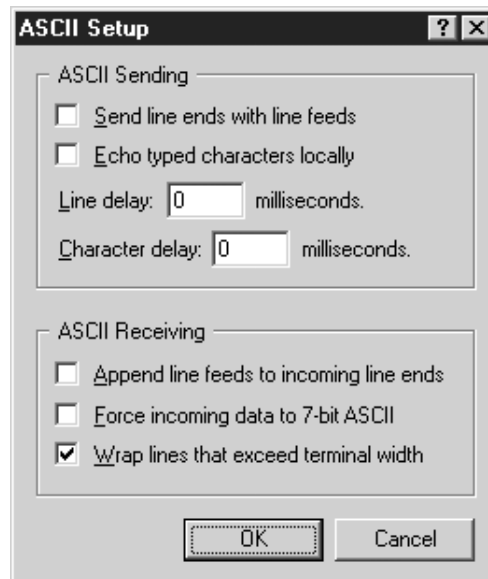 ASCII Setup
ASCII Sending
Send line ends with line feeds
Echo typed characters locally
Line delay: 0 milliseconds.
Character delay: 0 milliseconds.
ASCII Receiving
Append line feeds to incoming line ends
Force incoming data to 7-bit ASCII
Wrap lines that exceed terminal width
OK Cancel